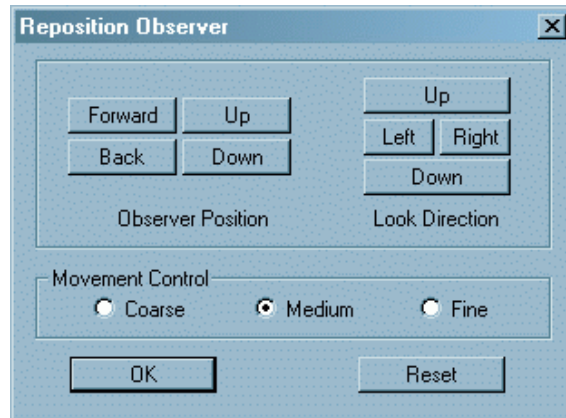 Reposition Observer
Up
Forward Up
Left Right
Back Down
Down
Observer Position Look Direction
Movement Control
Coarse Medium Fine
OK Reset